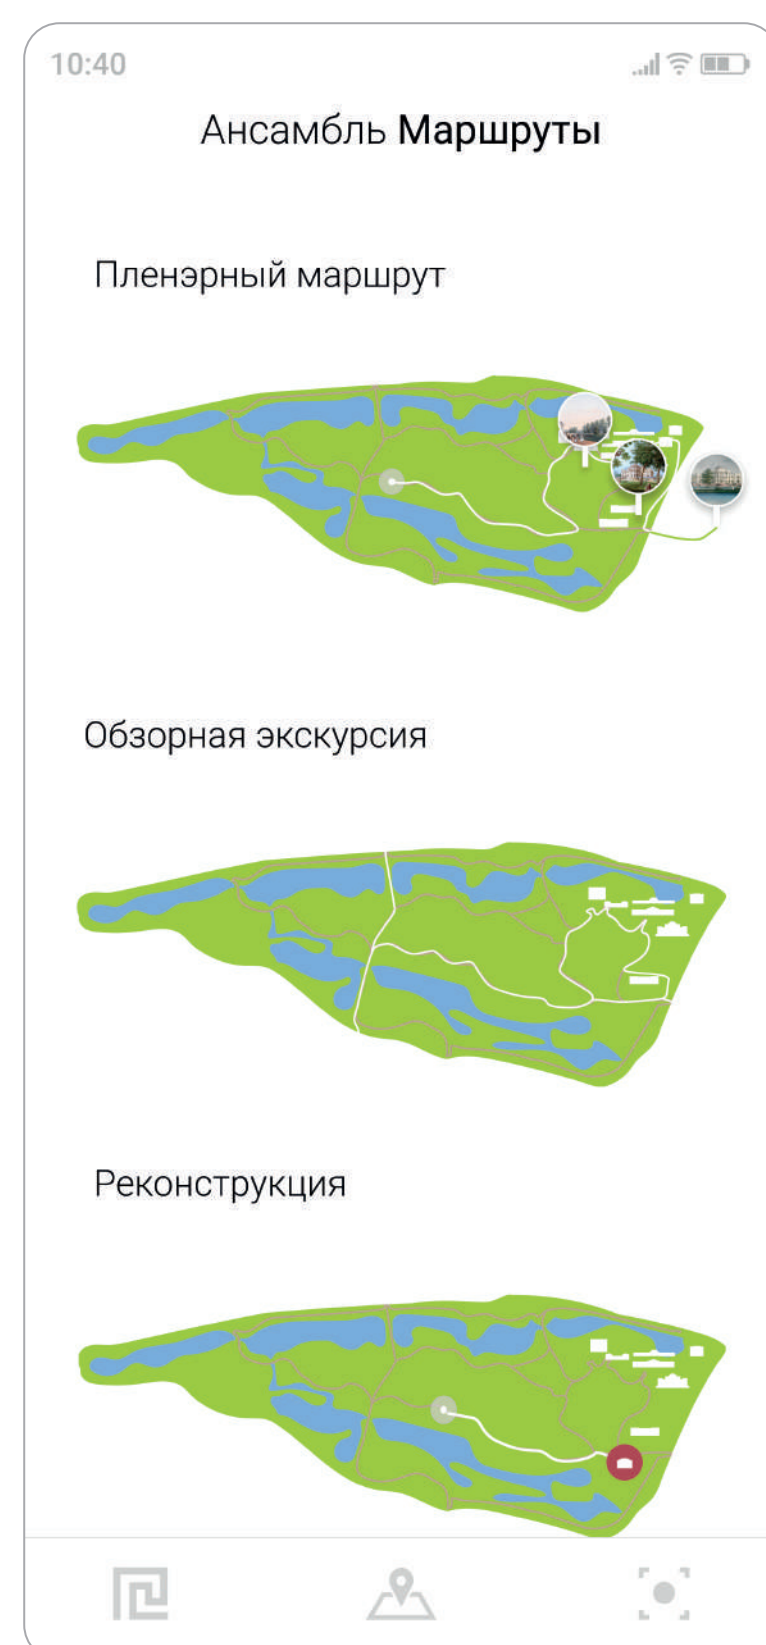 10:40
Ансамбль Маршруты
Пленэрный маршрут
Обзорная экскурсия
Реконструкция